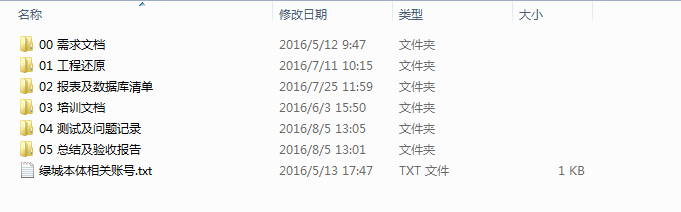 名称 修改日期 类型 大小
00 需求文档 2016/5/12 9:47 文件夹
01 工程还原 2016/7/11 10:15 文件夹
02 报表及数据库清单 2016/7/25 11:59 文件夹
03 培训文档 2016/6/3 15:50 文件夹
04 测试及问题记录 2016/8/5 13:05 文件夹
05 总结及验收报告 2016/8/5 13:01 文件夹
绿城本体相关账号.txt 2016/5/13 17:47 TXT 文件 1 KB